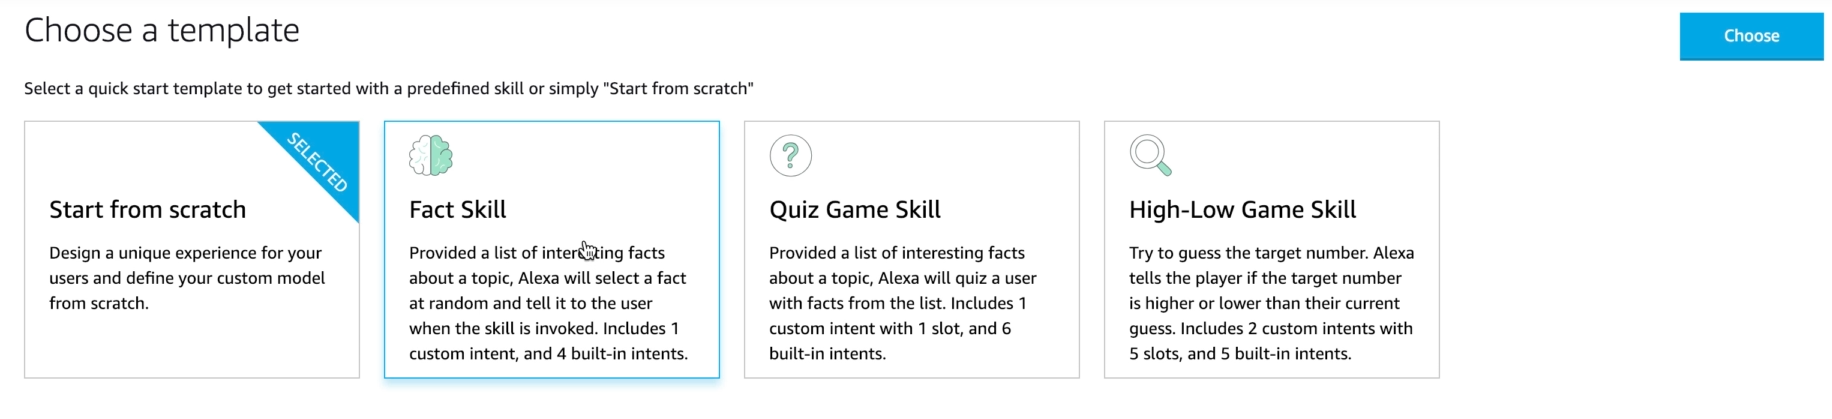 Choose a template
Choose
Select a quick start template to get started with a predefined skill or simply "Start from scratch"
SELECTED
Start from scratch
Design a unique experience for your
users and define your custom model
from scratch.
Fact Skill
Provided a list of interesting facts
about a topic, Alexa will select a fact
at random and tell it to the user
when the skill is invoked. Includes 1
custom intent, and 4 built-in intents.
?
Quiz Game Skill
Provided a list of interesting facts
about a topic, Alexa will quiz a user
with facts from the list. Includes 1
custom intent with 1 slot, and 6
built-in intents.
High-Low Game Skill
Try to guess the target number. Alexa
tells the player if the target number
is higher or lower than their current
guess. Includes 2 custom intents with
5 slots, and 5 built-in intents.